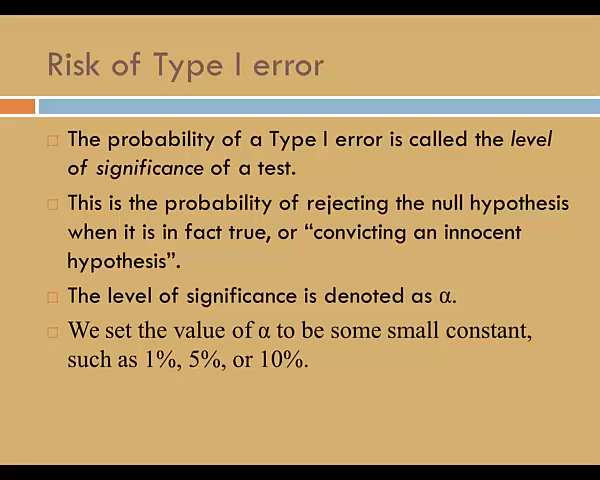 Risk of Type I error
The probability of a Type I error is called the level
of significance of a test.
This is the probability of rejecting the null hypothesis
when it is in fact true, or “convicting an innocent
hypothesis”.
The level of significance is denoted as α.
We set the value of α to be some small constant,
such as 1%, 5%, or 10%.